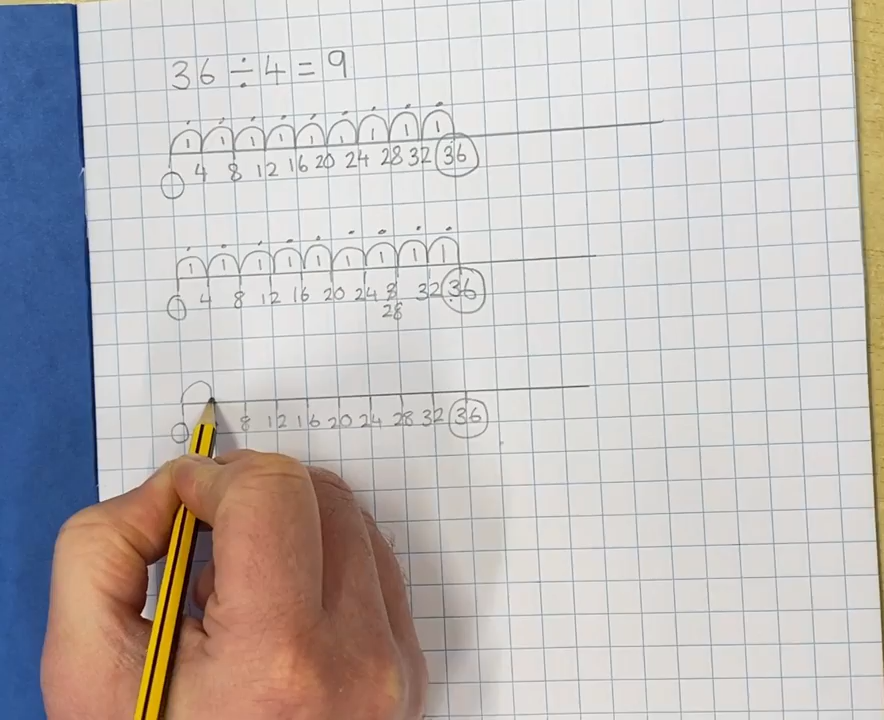 36 ÷ 4 = 9
1 1 1 1 1 1 1 1 1
0 4 8 12 16 20 24 28 32 36
1 1 1 1 1 1 1 1 1
0 4 8 12 16 20 24 8 32 36
28
0 8 12 16 20 24 28 32 36